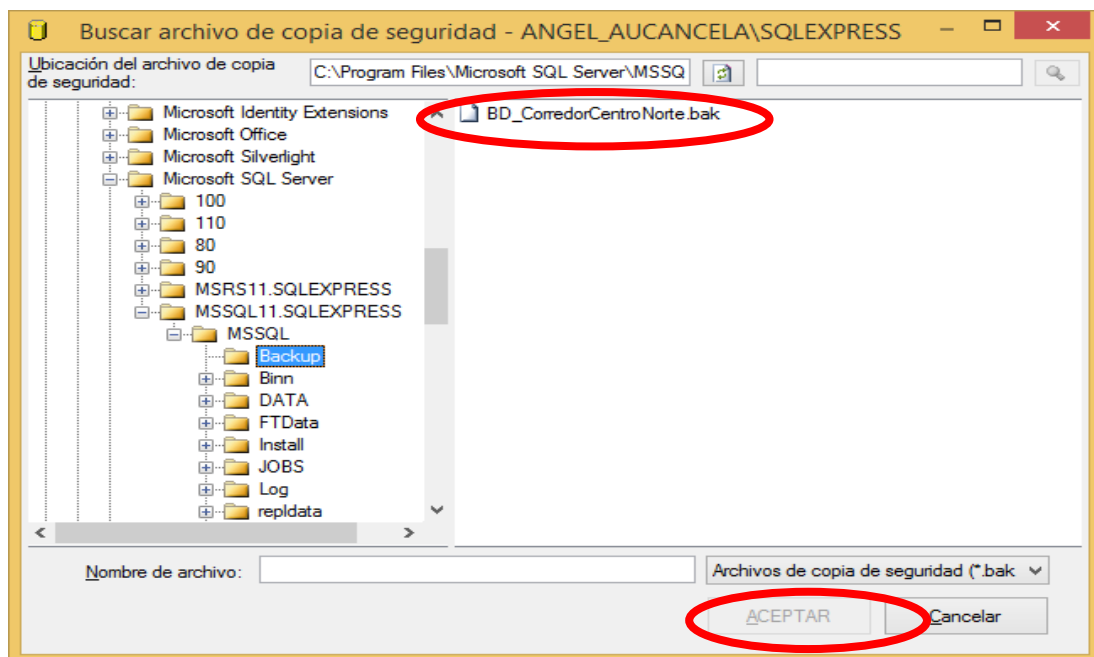 Buscar archivo de copia de seguridad - ANGEL_AUCANCELA\SQLEXPRESS
Ubicación del archivo de copia
de seguridad:
C:\Program Files\Microsoft SQL Server\MSSQ
Microsoft Identity Extensions
BD_CorredorCentroNorte.bak
Microsoft Office
Microsoft Silverlight
Microsoft SQL Server
100
110
80
90
MSRS11.SQLEXPRESS
MSSQL11.SQLEXPRESS
MSSQL
Backup
Binn
DATA
FTData
Install
JOBS
Log
repldata
Nombre de archivo:
Archivos de copia de seguridad (*.bak
ACEPTAR
Cancelar